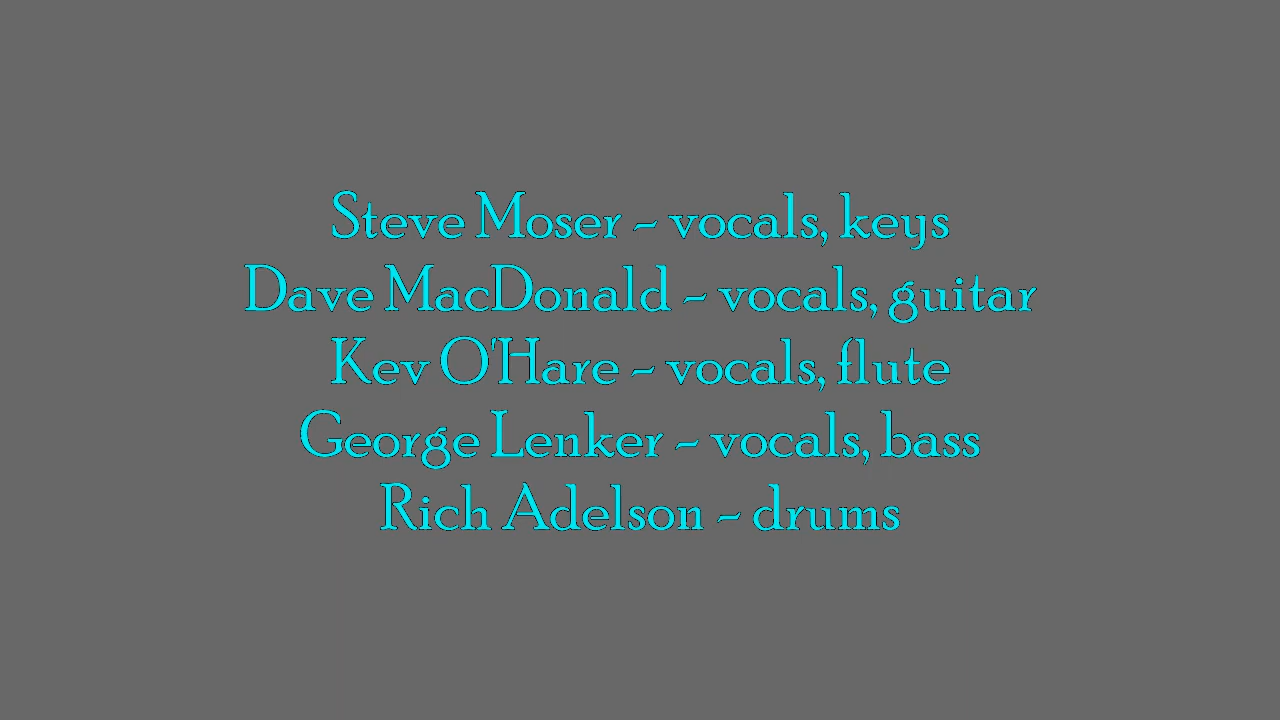 Steve Moser - vocals, keys
Dave MacDonald - vocals, guitar
Kev O'Hare - vocals, flute
George Lenker - vocals, bass
Rich Adelson - drums